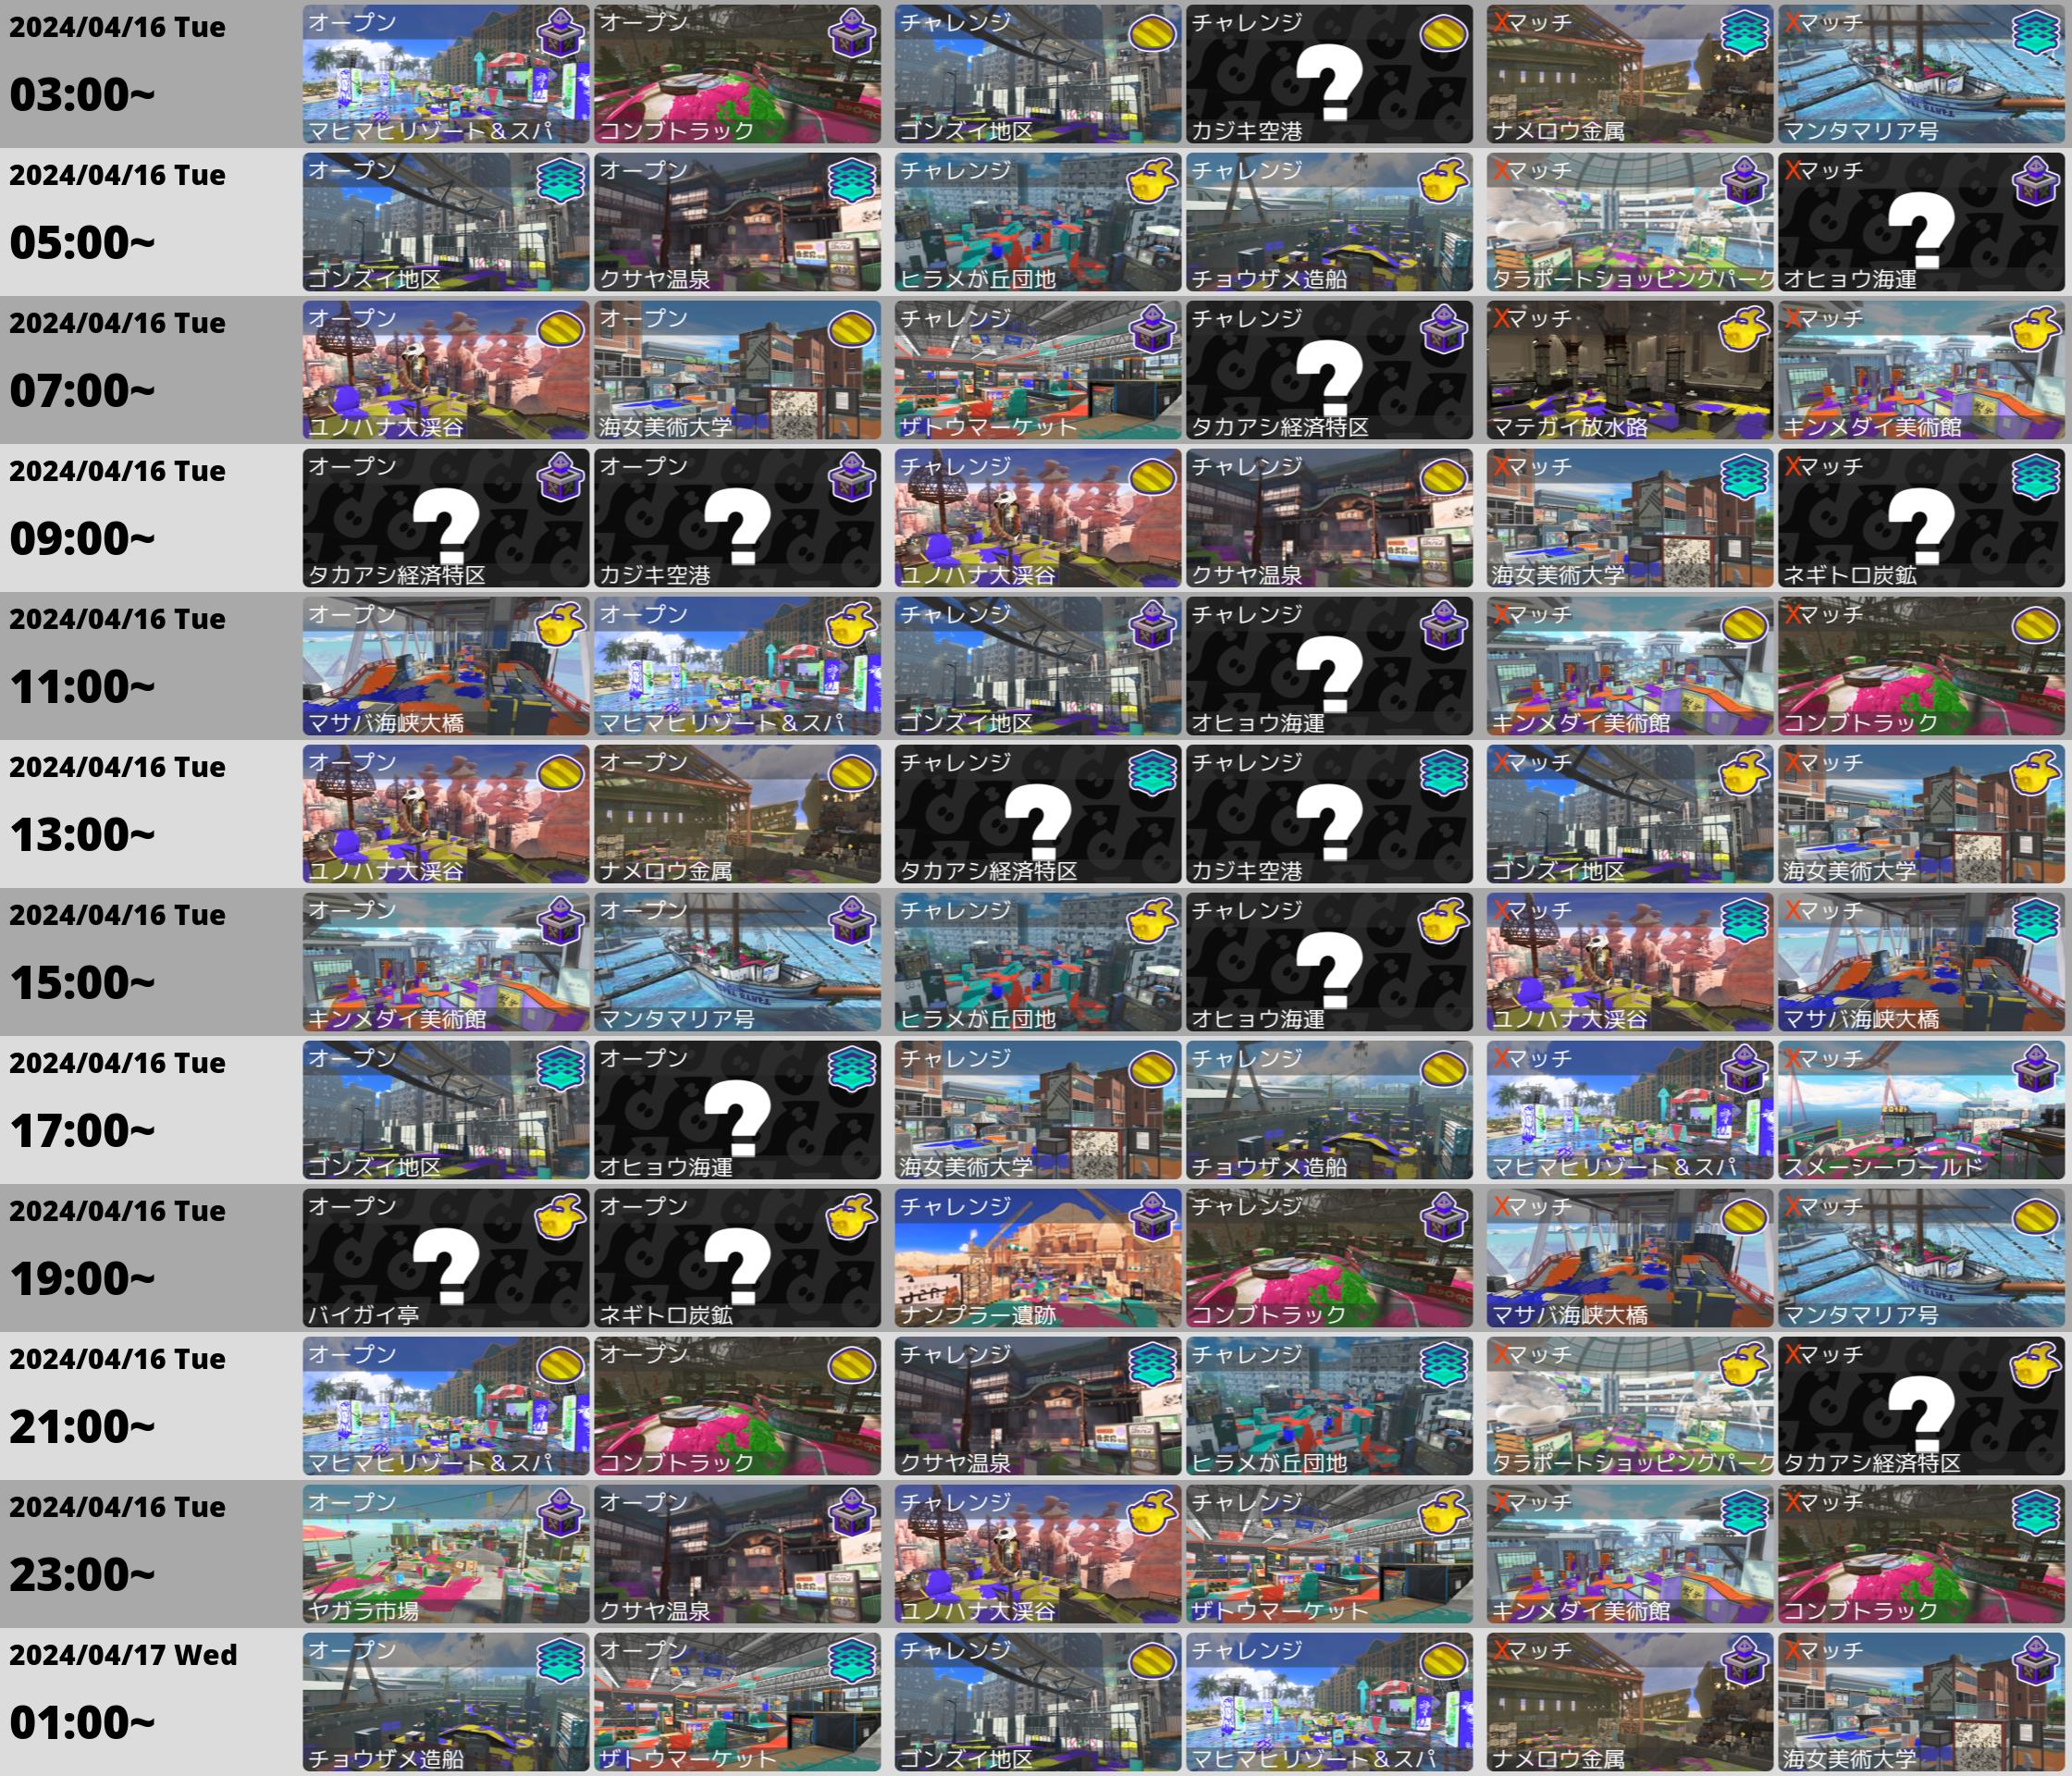 2024/04/16 Tue
03:00~
オープン
マヒマヒリゾート＆スパ
オープン
コンブトラック
チャレンジ
ゴンズイ地区
チャレンジ
?
カジキ空港
Xマッチ
ナメロウ金属
Xマッチ
マンタマリア号
2024/04/16 Tue
05:00~
オープン
ゴンズイ地区
オープン
クサヤ温泉
チャレンジ
ヒラメが丘団地
チャレンジ
チョウザメ造船
Xマッチ
タラポートショッピングパーク
Xマッチ
?
オヒョウ海運
2024/04/16 Tue
07:00~
オープン
ユノハナ大渓谷
オープン
海女美術大学
チャレンジ
ザトウマーケット
チャレンジ
?
タカアシ経済特区
Xマッチ
マテガイ放水路
Xマッチ
キンメダイ美術館
2024/04/16 Tue
09:00~
オープン
?
タカアシ経済特区
オープン
?
カジキ空港
チャレンジ
ユノハナ大渓谷
チャレンジ
クサヤ温泉
Xマッチ
海女美術大学
Xマッチ
?
ネギトロ炭鉱
2024/04/16 Tue
11:00~
オープン
マサバ海峡大橋
オープン
マヒマヒリゾート＆スパ
チャレンジ
ゴンズイ地区
チャレンジ
?
オヒョウ海運
Xマッチ
キンメダイ美術館
Xマッチ
コンブトラック
2024/04/16 Tue
13:00~
オープン
ユノハナ大渓谷
オープン
ナメロウ金属
チャレンジ
?
タカアシ経済特区
チャレンジ
?
カジキ空港
Xマッチ
ゴンズイ地区
Xマッチ
海女美術大学
2024/04/16 Tue
15:00~
オープン
キンメダイ美術館
オープン
マンタマリア号
チャレンジ
ヒラメが丘団地
チャレンジ
?
オヒョウ海運
Xマッチ
ユノハナ大渓谷
Xマッチ
マサバ海峡大橋
2024/04/16 Tue
17:00~
オープン
ゴンズイ地区
オープン
?
オヒョウ海運
チャレンジ
海女美術大学
チャレンジ
チョウザメ造船
Xマッチ
マヒマヒリゾート＆スパ
Xマッチ
スメーシーワールド
2024/04/16 Tue
19:00~
オープン
?
バイガイ亭
オープン
?
ネギトロ炭鉱
チャレンジ
ナンプラー遺跡
チャレンジ
コンブトラック
Xマッチ
マサバ海峡大橋
Xマッチ
マンタマリア号
2024/04/16 Tue
21:00~
オープン
マヒマヒリゾート＆スパ
オープン
コンブトラック
チャレンジ
クサヤ温泉
チャレンジ
ヒラメが丘団地
Xマッチ
タラポートショッピングパーク
Xマッチ
?
タカアシ経済特区
2024/04/16 Tue
23:00~
オープン
ヤガラ市場
オープン
クサヤ温泉
チャレンジ
ユノハナ大渓谷
チャレンジ
ザトウマーケット
Xマッチ
キンメダイ美術館
Xマッチ
コンブトラック
2024/04/17 Wed
01:00~
オープン
チョウザメ造船
オープン
ザトウマーケット
チャレンジ
ゴンズイ地区
チャレンジ
マヒマヒリゾート＆スパ
Xマッチ
ナメロウ金属
Xマッチ
海女美術大学